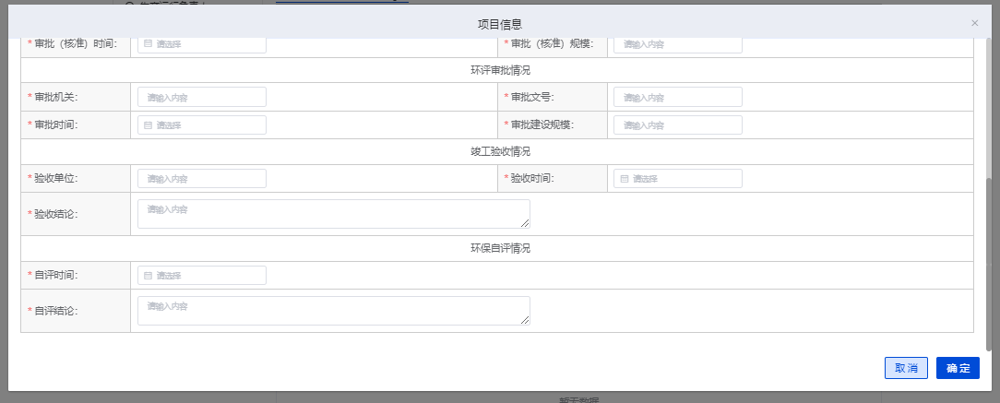 项目信息
×
* 审批（核准）时间： 请选择 * 审批（核准）规模： 请输入内容
环评审批情况
* 审批机关： 请输入内容 * 审批文号： 请输入内容
* 审批时间： 请选择 * 审批建设规模： 请输入内容
竣工验收情况
* 验收单位： 请输入内容 * 验收时间： 请选择
* 验收结论： 请输入内容
环保自评情况
* 自评时间： 请选择
* 自评结论： 请输入内容
取消 确定
暂无数据